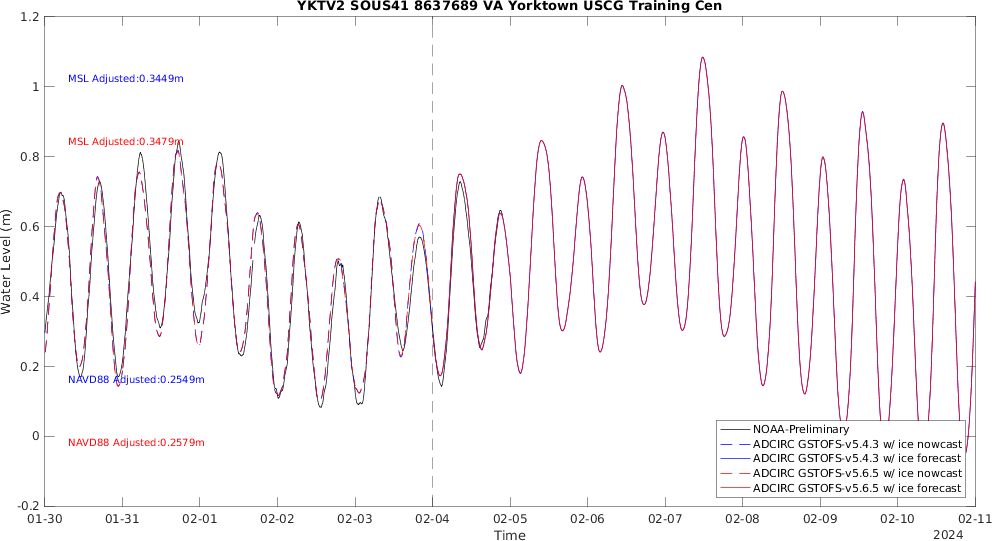 YKTV2 SOUS41 8637689 VA Yorktown USCG Training Cen
1.2
1
0.8
0.6
0.4
0.2
0
-0.2
Water Level (m)
MSL Adjusted:0.3449m
MSL Adjusted:0.3479m
NAVD88 Adjusted:0.2549m
NAVD88 Adjusted:0.2579m
NOAA-Preliminary
ADCIRC GSTOFS-v5.4.3 w/ ice nowcast
ADCIRC GSTOFS-v5.4.3 w/ ice forecast
ADCIRC GSTOFS-v5.6.5 w/ ice nowcast
ADCIRC GSTOFS-v5.6.5 w/ ice forecast
01-30 01-31 02-01 02-02 02-03 02-04 02-05 02-06 02-07 02-08 02-09 02-10 02-11
Time
2024